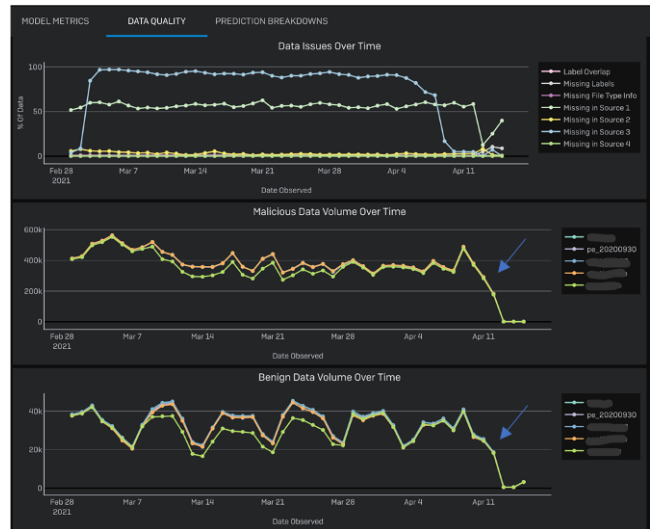 MODEL METRICS DATA QUALITY PREDICTION BREAKDOWNS
Data Issues Over Time
% Of Data
100
50
0
Feb 28
2021
Mar 7
Mar 14
Mar 21
Mar 28
Apr 4
Apr 11
Date Observed
Label Overlap
Missing Labels
Missing File Type Info
Missing in Source 1
Missing in Source 2
Missing in Source 3
Missing in Source 4
Malicious Data Volume Over Time
600k
400k
200k
0
Feb 28
2021
Mar 7
Mar 14
Mar 21
Mar 28
Apr 4
Apr 11
Date Observed
pe_20200930
Benign Data Volume Over Time
40k
20k
0
Feb 28
2021
Mar 7
Mar 14
Mar 21
Mar 28
Apr 4
Apr 11
Date Observed
pe_20200930